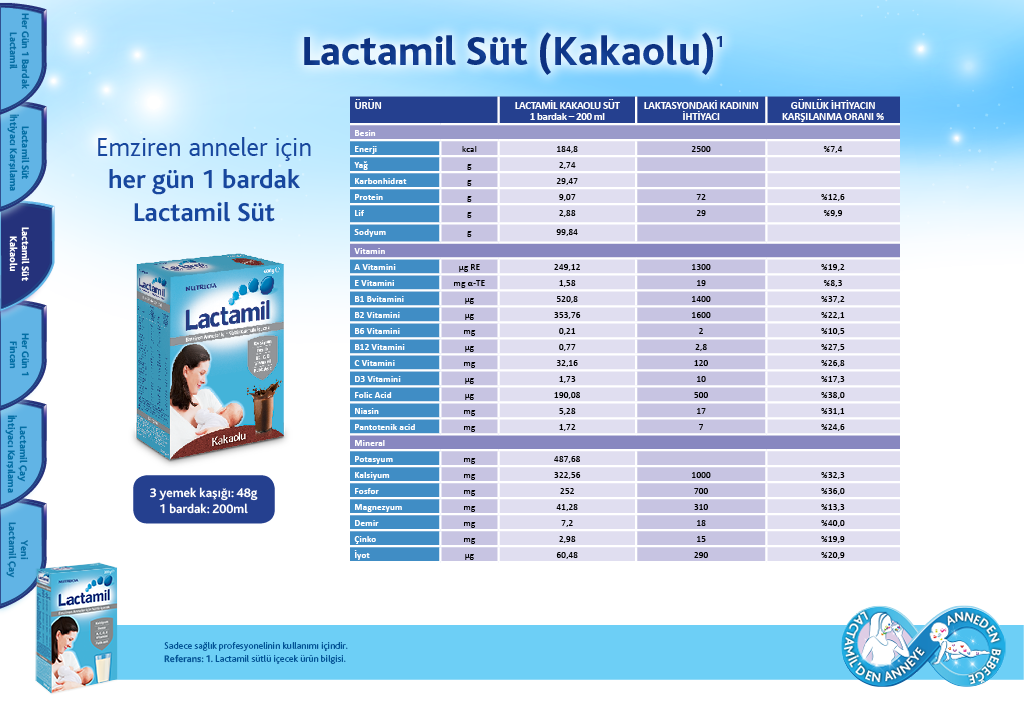 Her Gün 1 Bardak
Lactamil
Lactamil Süt
İhtiyacı Karşılama
Lactamil Süt
Kakaolu
Her Gün 1
Fincan
Lactamil Çay
İhtiyacı Karşılama
Yeni
Lactamil Çay
Lactamil Süt (Kakaolu)1
Emziren anneler için
her gün 1 bardak
Lactamil Süt
NUTRICIA
Lactamil
Kakaolu
3 yemek kaşığı: 48g
1 bardak: 200ml
ÜRÜN LACTAMİL KAKAOLU SÜT 1 bardak – 200 ml LAKTASYONDAKİ KADININ İHTİYACI GÜNLÜK İHTİYACIN KARŞILANMA ORANI %
Besin
Enerji kcal 184,8 2500 %7,4
Yağ g 2,74
Karbonhidrat g 29,47
Protein g 9,07 72 %12,6
Lif g 2,88 29 %9,9
Sodyum g 99,84
Vitamin
A Vitamini µg RE 249,12 1300 %19,2
E Vitamini mg α-TE 1,58 19 %8,3
B1 Bvitamini µg 520,8 1400 %37,2
B2 Vitamini µg 353,76 1600 %22,1
B6 Vitamini mg 0,21 2 %10,5
B12 Vitamini µg 0,77 2,8 %27,5
C Vitamini mg 32,16 120 %26,8
D3 Vitamini µg 1,73 10 %17,3
Folic Acid µg 190,08 500 %38,0
Niasin mg 5,28 17 %31,1
Pantotenik acid mg 1,72 7 %24,6
Mineral
Potasyum mg 487,68
Kalsiyum mg 322,56 1000 %32,3
Fosfor mg 252 700 %36,0
Magnezyum mg 41,28 310 %13,3
Demir mg 7,2 18 %40,0
Çinko mg 2,98 15 %19,9
İyot µg 60,48 290 %20,9
NUTRICIA
Lactamil
Sadece sağlık profesyonelinin kullanımı içindir.
Referans: 1. Lactamil sütlü içecek ürün bilgisi.
LACTAMİL'DEN ANNEYE
ANNEDEN BEBEĞE